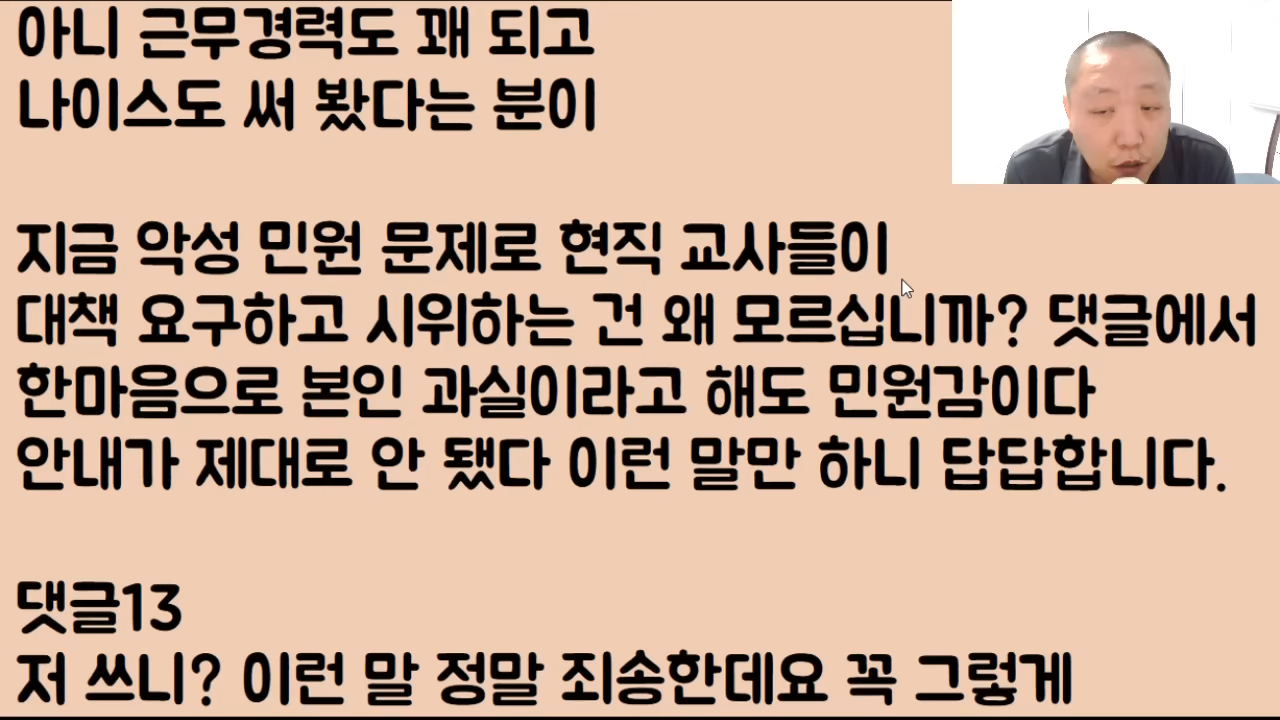 아니 근무경력도 꽤 되고
나이스도 써 봤다는 분이
지금 악성 민원 문제로 현직 교사들이
대책 요구하고 시위하는 건 왜 모르십니까? 댓글에서
한마음으로 본인 과실이라고 해도 민원감이다
안내가 제대로 안 됐다 이런 말만 하니 답답합니다.
댓글13
저 쓰니? 이런 말 정말 죄송한데요 꼭 그렇게